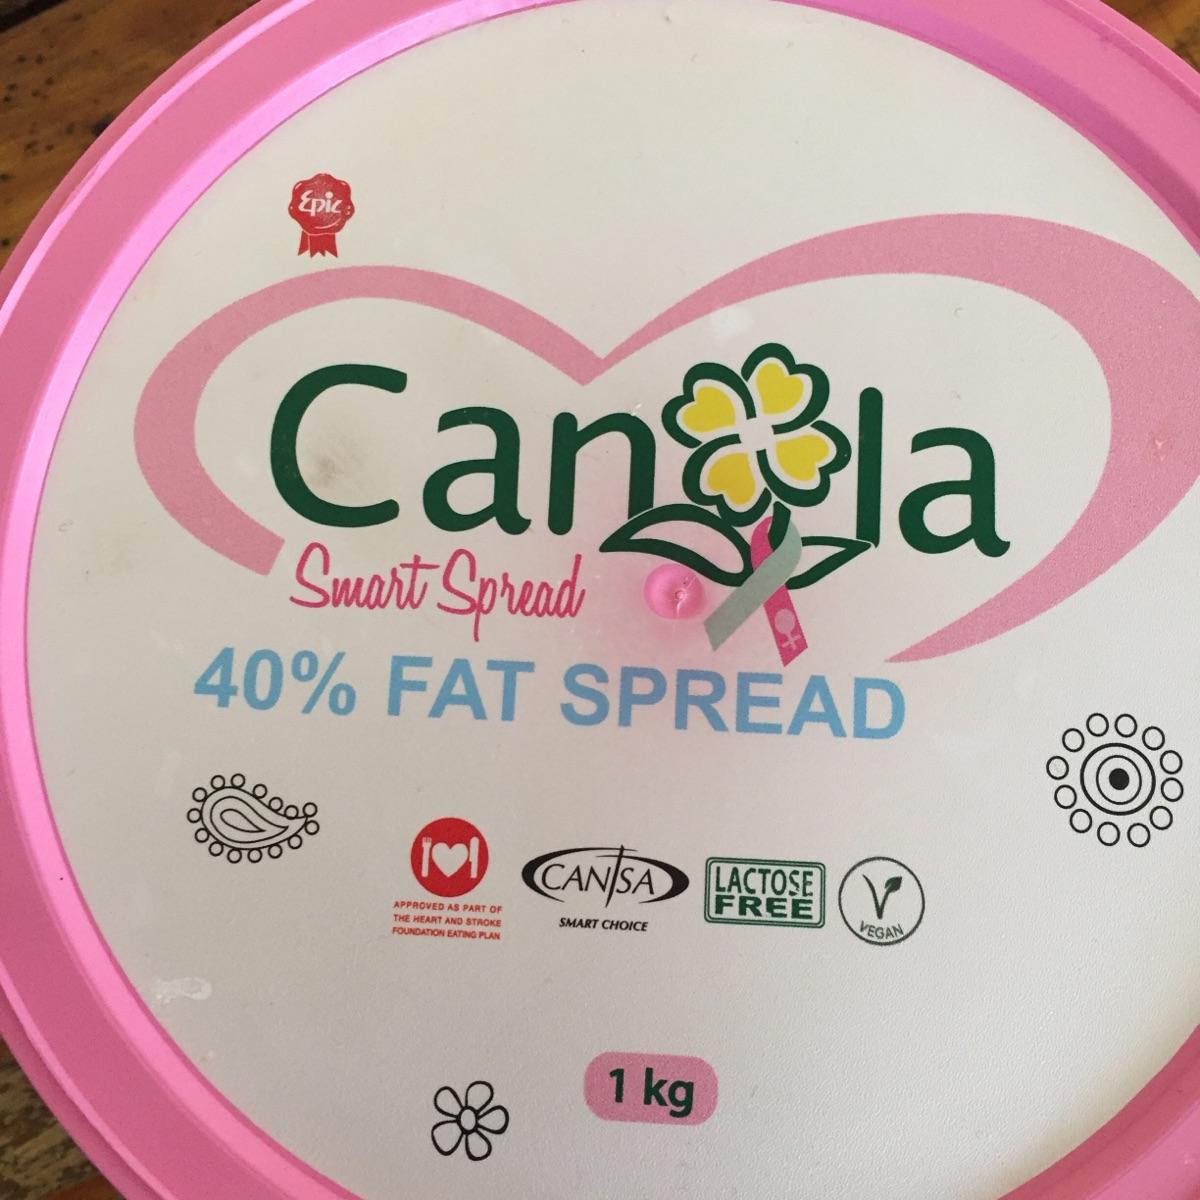 Epic
Canola
Smart Spread
40% FAT SPREAD
APPROVED AS PART OF
THE HEART AND STROKE
FOUNDATION EATING PLAN
CANSA
SMART CHOICE
LACTOSE
FREE
V
VEGAN
1 kg